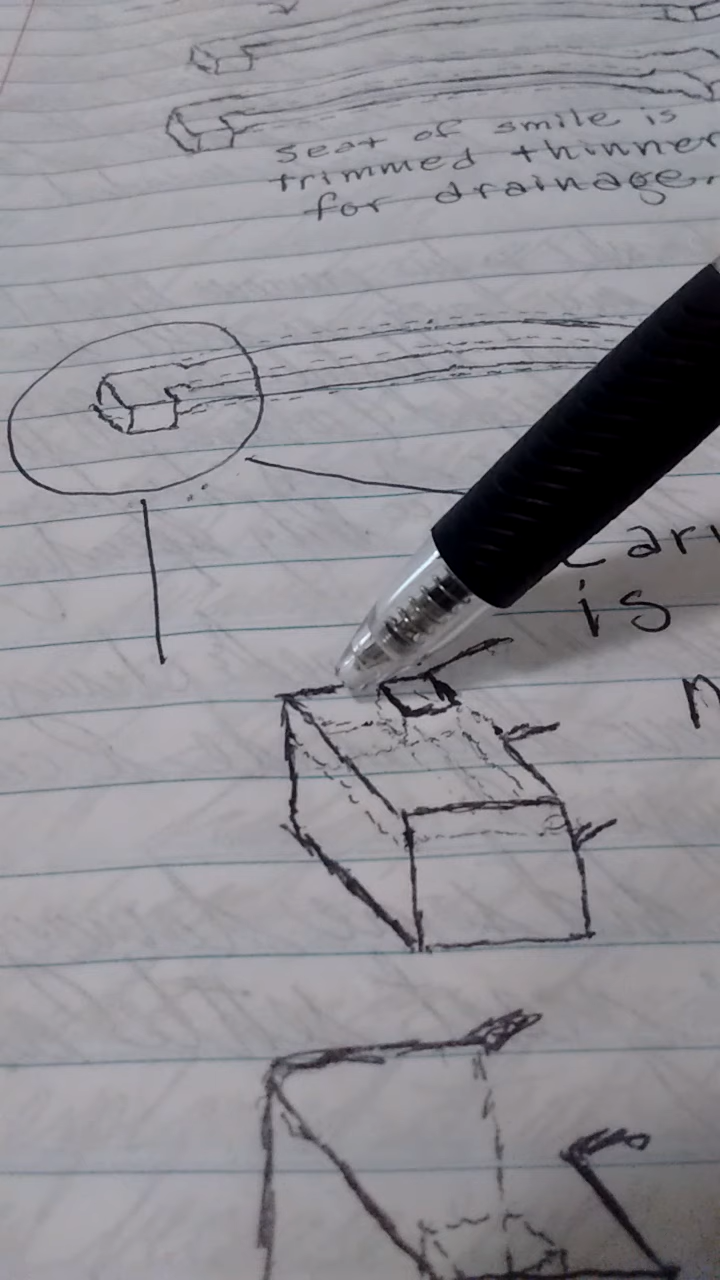 Seat of smile is
trimmed thinner
for drainage.
is